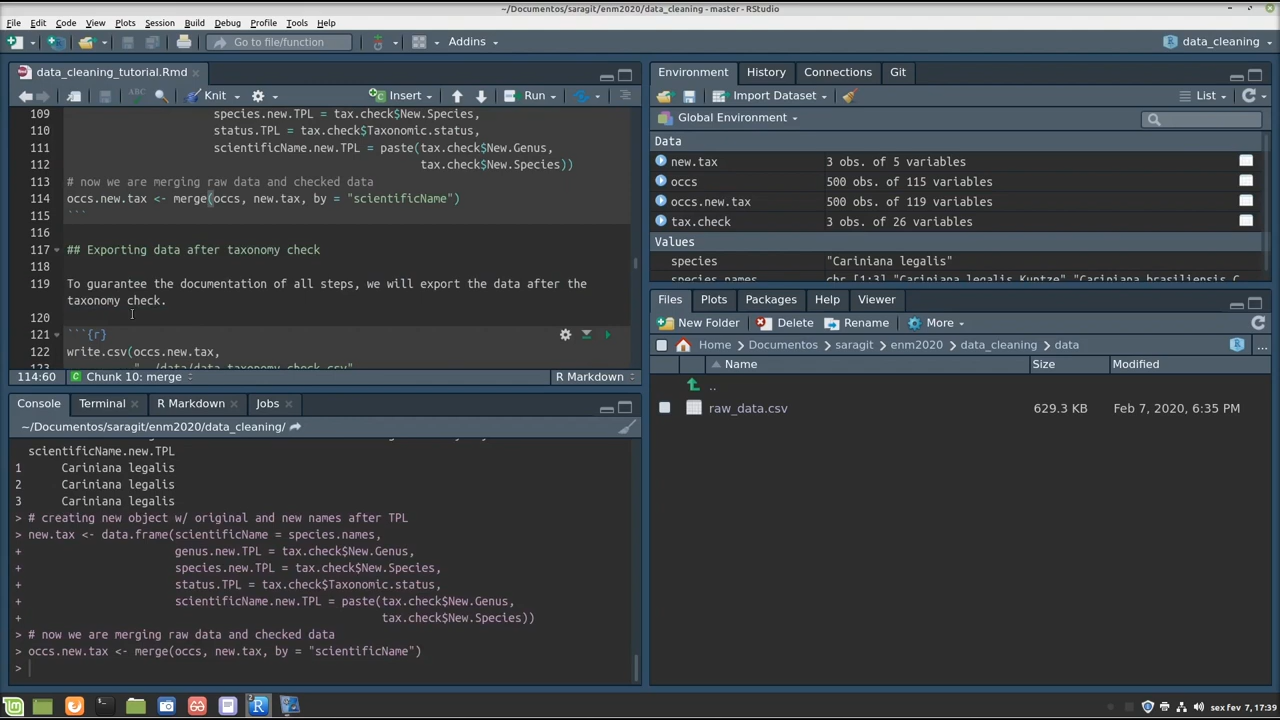 ~/Documentos/saragit/enm2020/data_cleaning - master - RStudio
File Edit Code View Plots Session Build Debug Profile Tools Help
Go to file/function
Addins
data_cleaning
data_cleaning_tutorial.Rmd
ABC
Knit
Insert
Run
109 species.new.TPL = tax.check$New.Species,
110 status.TPL = tax.check$Taxonomic.status,
111 scientificName.new.TPL = paste(tax.check$New.Genus,
112 tax.check$New.Species))
113 # now we are merging raw data and checked data
114 occs.new.tax <- merge(occs, new.tax, by = "scientificName")
115 ```
116
117 ## Exporting data after taxonomy check
118
119 To guarantee the documentation of all steps, we will export the data after the
taxonomy check.
120
121 ```{r}
122 write.csv(occs.new.tax,
123 "../data/data_taxonomy_check.csv"
114:60 Chunk 10: merge R Markdown
Console Terminal R Markdown Jobs
~/Documentos/saragit/enm2020/data_cleaning/
scientificName.new.TPL
1 Cariniana legalis
2 Cariniana legalis
3 Cariniana legalis
> # creating new object w/ original and new names after TPL
> new.tax <- data.frame(scientificName = species.names,
+ genus.new.TPL = tax.check$New.Genus,
+ species.new.TPL = tax.check$New.Species,
+ status.TPL = tax.check$Taxonomic.status,
+ scientificName.new.TPL = paste(tax.check$New.Genus,
+ tax.check$New.Species))
> # now we are merging raw data and checked data
> occs.new.tax <- merge(occs, new.tax, by = "scientificName")
>
Environment History Connections Git
Import Dataset
List
Global Environment
Data
new.tax 3 obs. of 5 variables
occs 500 obs. of 115 variables
occs.new.tax 500 obs. of 119 variables
tax.check 3 obs. of 26 variables
Values
species "Cariniana legalis"
species.names chr [1:3] "Cariniana legalis Kuntze" "Cariniana brasiliensis C…
Files Plots Packages Help Viewer
New Folder Delete Rename More
Home Documentos saragit enm2020 data_cleaning data
...
Name Size Modified
..
raw_data.csv 629.3 KB Feb 7, 2020, 6:35 PM
2
sex fev 7, 17:39